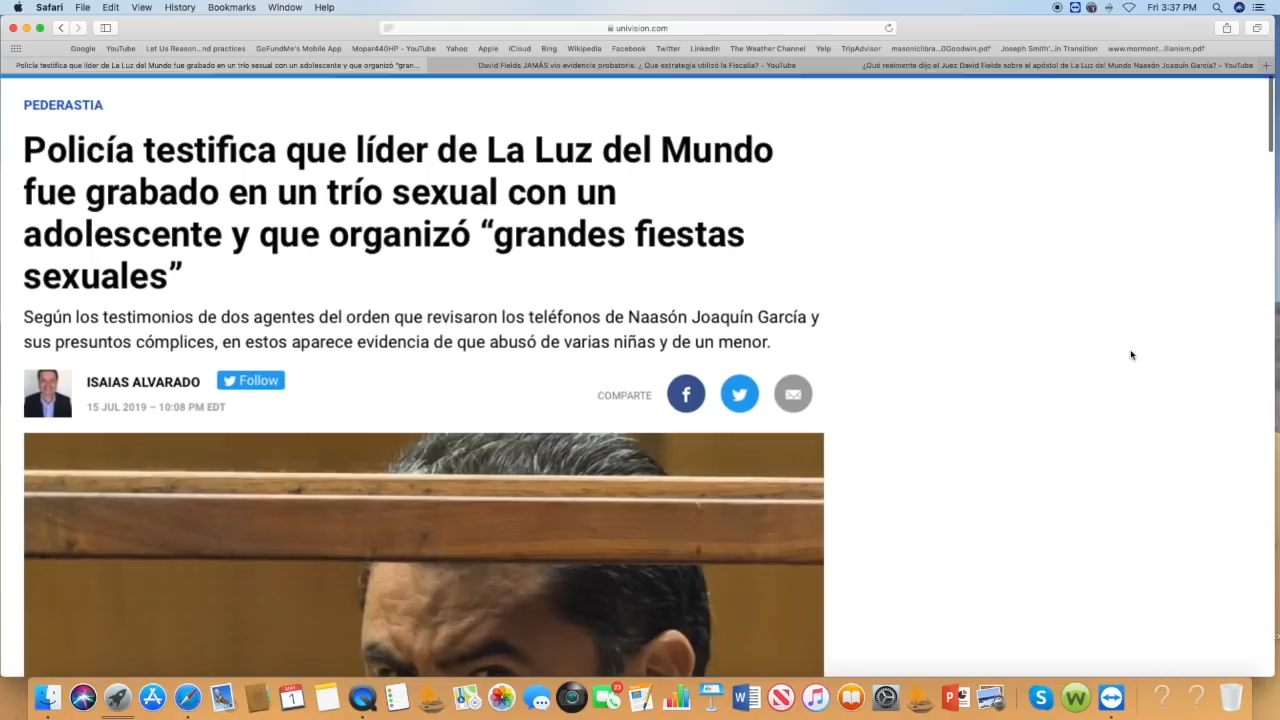 Safari File Edit View History Bookmarks Window Help Fri 3:37 PM
univision.com
Google YouTube Let Us Reason...nd practices GoFundMe's Mobile App Mopar440HP - YouTube Yahoo Apple iCloud Bing Wikipedia Facebook Twitter LinkedIn The Weather Channel Yelp TripAdvisor masoniclibra...0Goodwin.pdf Joseph Smith'...in Transition www.mormont...llianism.pdf
Policía testifica que líder de La Luz del Mundo fue grabado en un trío sexual con un adolescente y que organizó "gran... David Fields JAMÁS vio evidencia probatoria: ¿ Que estrategia utilizó la Fiscalía? - YouTube ¿Qué realmente dijo el Juez David Fields sobre el apóstol de La Luz del Mundo Naasón Joaquín García? - YouTube
PEDERASTIA
Policía testifica que líder de La Luz del Mundo
fue grabado en un trío sexual con un
adolescente y que organizó “grandes fiestas
sexuales”
Según los testimonios de dos agentes del orden que revisaron los teléfonos de Naasón Joaquín García y
sus presuntos cómplices, en estos aparece evidencia de que abusó de varias niñas y de un menor.
ISAIAS ALVARADO Follow
15 JUL 2019 – 10:08 PM EDT
COMPARTE